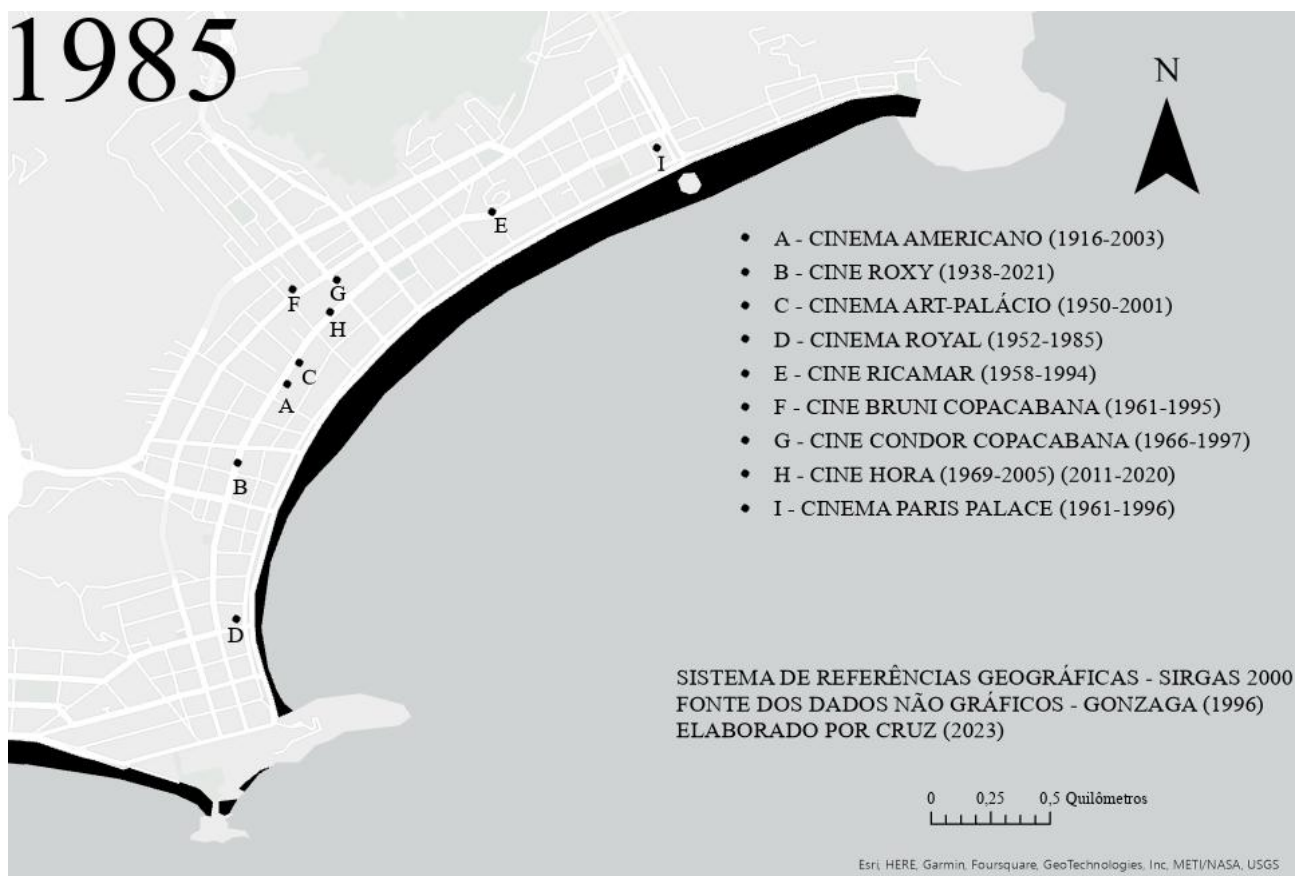 1985
N
I
E
G
F
H
C
A
B
D
• A - CINEMA AMERICANO (1916-2003)
• B - CINE ROXY (1938-2021)
• C - CINEMA ART-PALÁCIO (1950-2001)
• D - CINEMA ROYAL (1952-1985)
• E - CINE RICAMAR (1958-1994)
• F - CINE BRUNI COPACABANA (1961-1995)
• G - CINE CONDOR COPACABANA (1966-1997)
• H - CINE HORA (1969-2005) (2011-2020)
• I - CINEMA PARIS PALACE (1961-1996)
SISTEMA DE REFERÊNCIAS GEOGRÁFICAS - SIRGAS 2000
FONTE DOS DADOS NÃO GRÁFICOS - GONZAGA (1996)
ELABORADO POR CRUZ (2023)
0 0,25 0,5 Quilômetros
Esri, HERE, Garmin, Foursquare, GeoTechnologies, Inc, METI/NASA, USGS